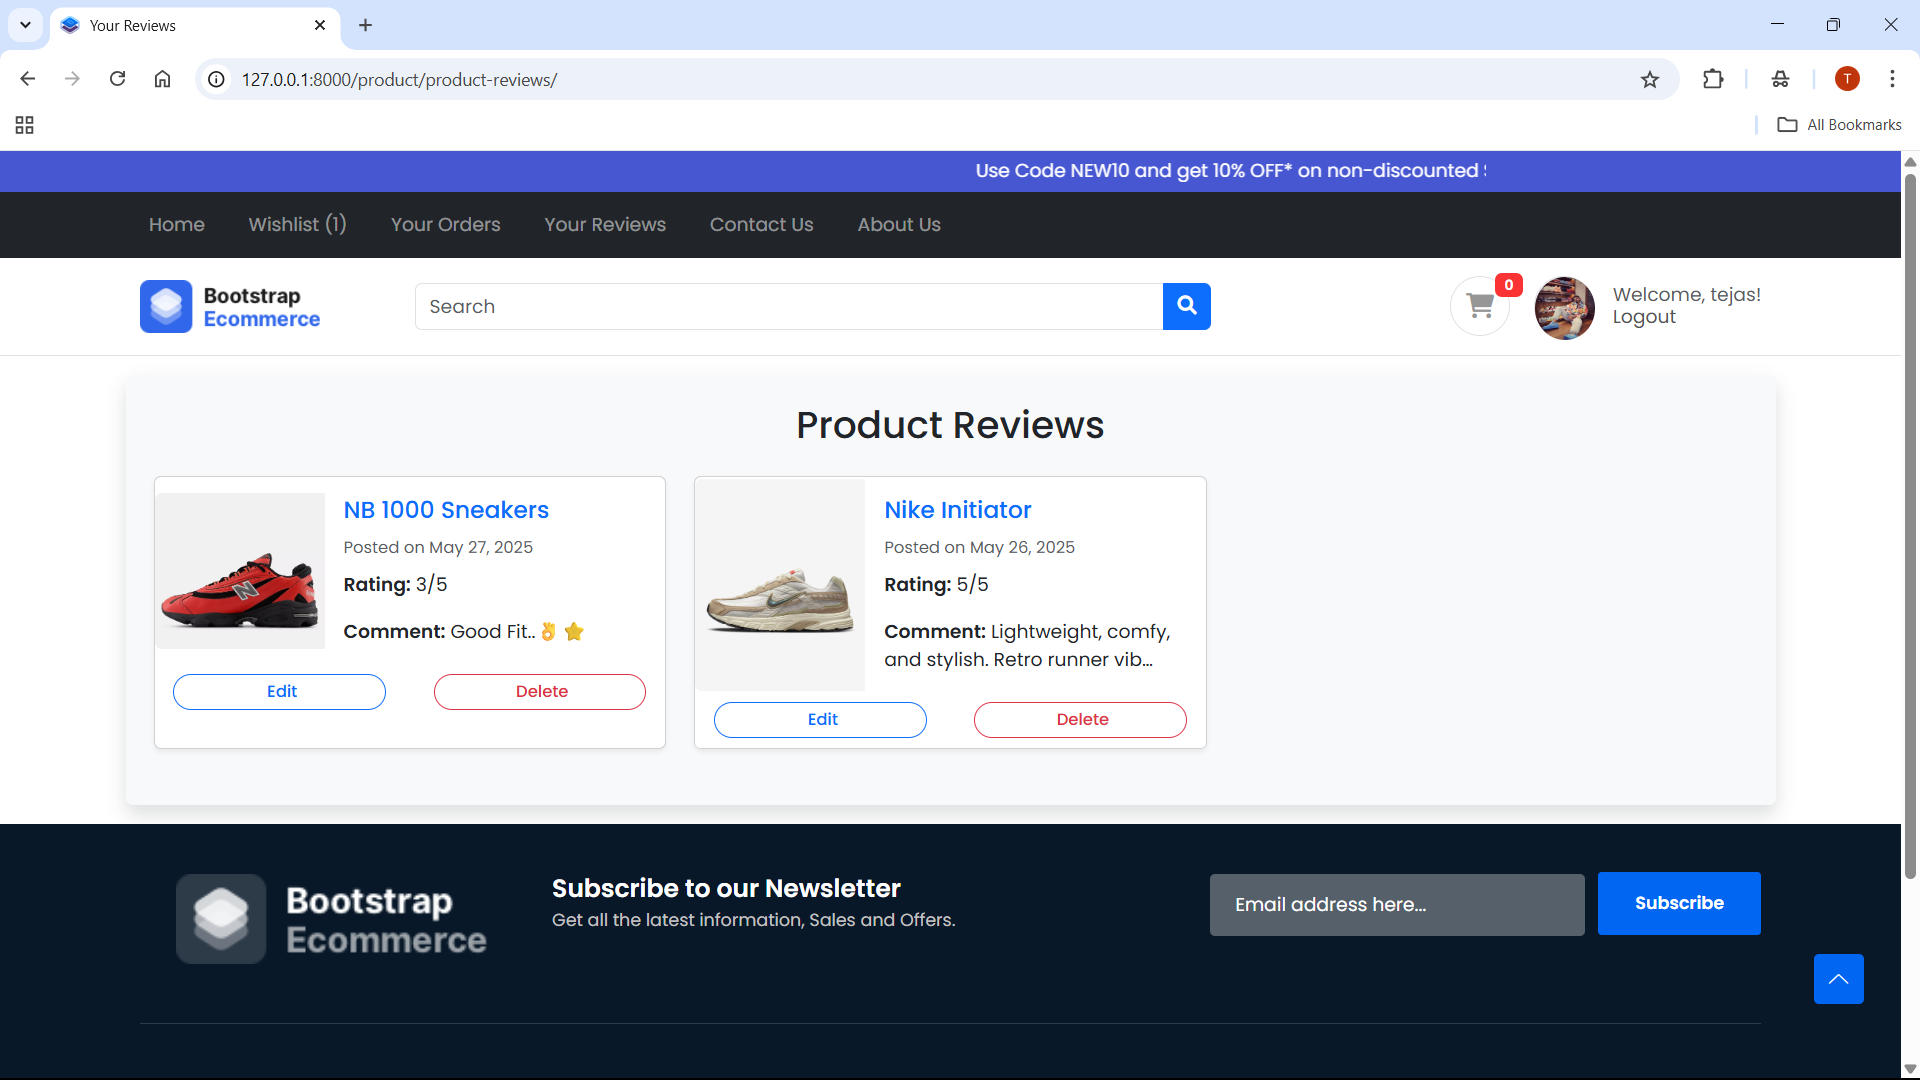 Your Reviews
127.0.0.1:8000/product/product-reviews/
T
All Bookmarks
Use Code NEW10 and get 10% OFF* on non-discounted
Home Wishlist (1) Your Orders Your Reviews Contact Us About Us
Bootstrap
Ecommerce
Search
0
Welcome, tejas!
Logout
Product Reviews
NB 1000 Sneakers
Posted on May 27, 2025
Rating: 3/5
Comment: Good Fit..👌⭐
Edit Delete
Nike Initiator
Posted on May 26, 2025
Rating: 5/5
Comment: Lightweight, comfy,
and stylish. Retro runner vib...
Edit Delete
Bootstrap
Ecommerce
Subscribe to our Newsletter
Get all the latest information, Sales and Offers.
Email address here...
Subscribe